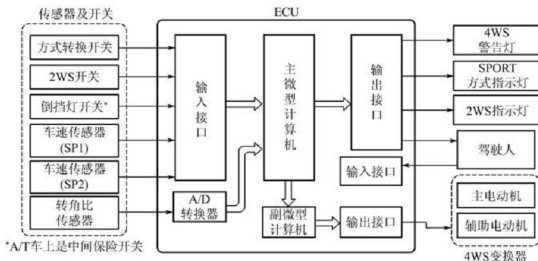 传感器及开关
ECU
方式转换开关
2WS开关
倒挡灯开关*
车速传感器
(SP1)
车速传感器
(SP2)
转角比
传感器
*A/T车上是中间保险开关
输入接口
A/D
转换器
主微型计算机
副微型
计算机
输出接口
输入接口
输出接口
4WS
警告灯
SPORT
方式指示灯
2WS指示灯
驾驶人
主电动机
辅助电动机
4WS变换器